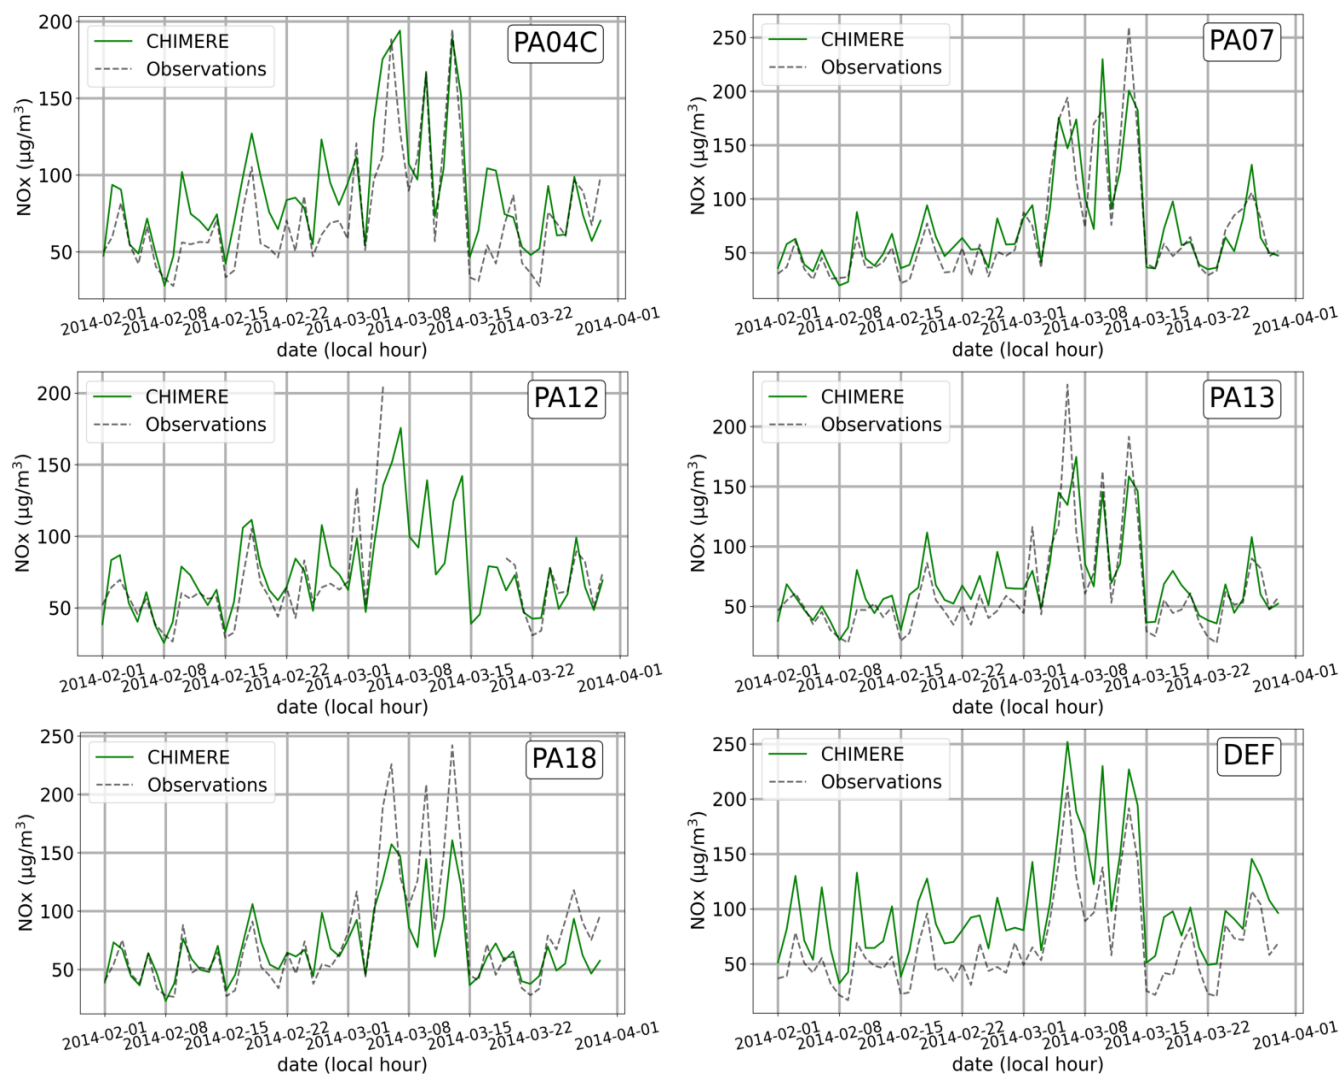 CHIMERE
Observations
PA04C
200
150
100
50
NOx (μg/m³)
2014-02-01
2014-02-08
2014-02-15
2014-02-22
2014-03-01
2014-03-08
2014-03-15
2014-03-22
2014-04-01
date (local hour)
CHIMERE
Observations
PA07
250
200
150
100
50
NOx (μg/m³)
2014-02-01
2014-02-08
2014-02-15
2014-02-22
2014-03-01
2014-03-08
2014-03-15
2014-03-22
2014-04-01
date (local hour)
CHIMERE
Observations
PA12
200
150
100
50
NOx (μg/m³)
2014-02-01
2014-02-08
2014-02-15
2014-02-22
2014-03-01
2014-03-08
2014-03-15
2014-03-22
2014-04-01
date (local hour)
CHIMERE
Observations
PA13
200
150
100
50
NOx (μg/m³)
2014-02-01
2014-02-08
2014-02-15
2014-02-22
2014-03-01
2014-03-08
2014-03-15
2014-03-22
2014-04-01
date (local hour)
CHIMERE
Observations
PA18
250
200
150
100
50
NOx (μg/m³)
2014-02-01
2014-02-08
2014-02-15
2014-02-22
2014-03-01
2014-03-08
2014-03-15
2014-03-22
2014-04-01
date (local hour)
CHIMERE
Observations
DEF
250
200
150
100
50
NOx (μg/m³)
2014-02-01
2014-02-08
2014-02-15
2014-02-22
2014-03-01
2014-03-08
2014-03-15
2014-03-22
2014-04-01
date (local hour)